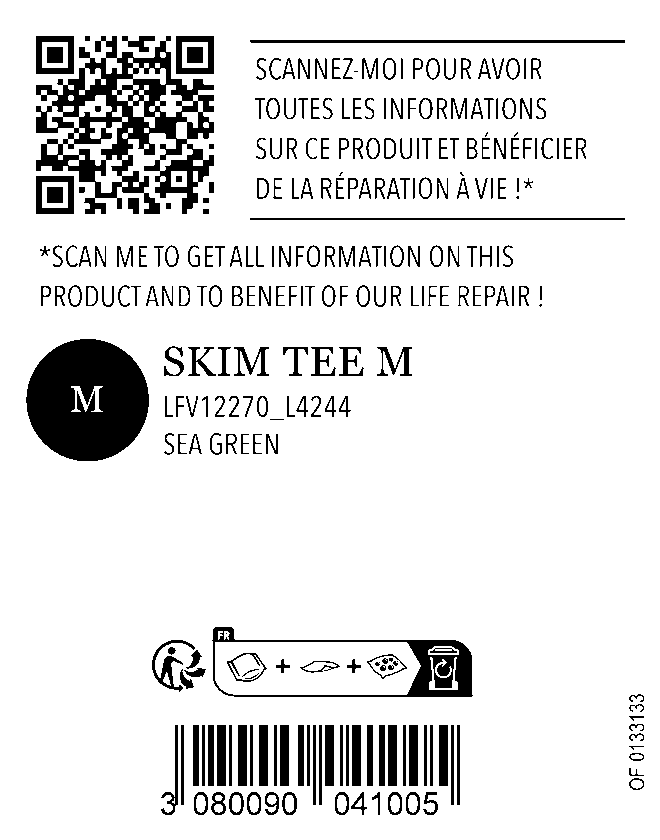 SCANNEZ-MOI POUR AVOIR
TOUTES LES INFORMATIONS
SUR CE PRODUIT ET BÉNÉFICIER
DE LA RÉPARATION À VIE !*
*SCAN ME TO GET ALL INFORMATION ON THIS
PRODUCT AND TO BENEFIT OF OUR LIFE REPAIR !
M
SKIM TEE M
LFV12270_L4244
SEA GREEN
FR
OF 0133133
3 080090 041005